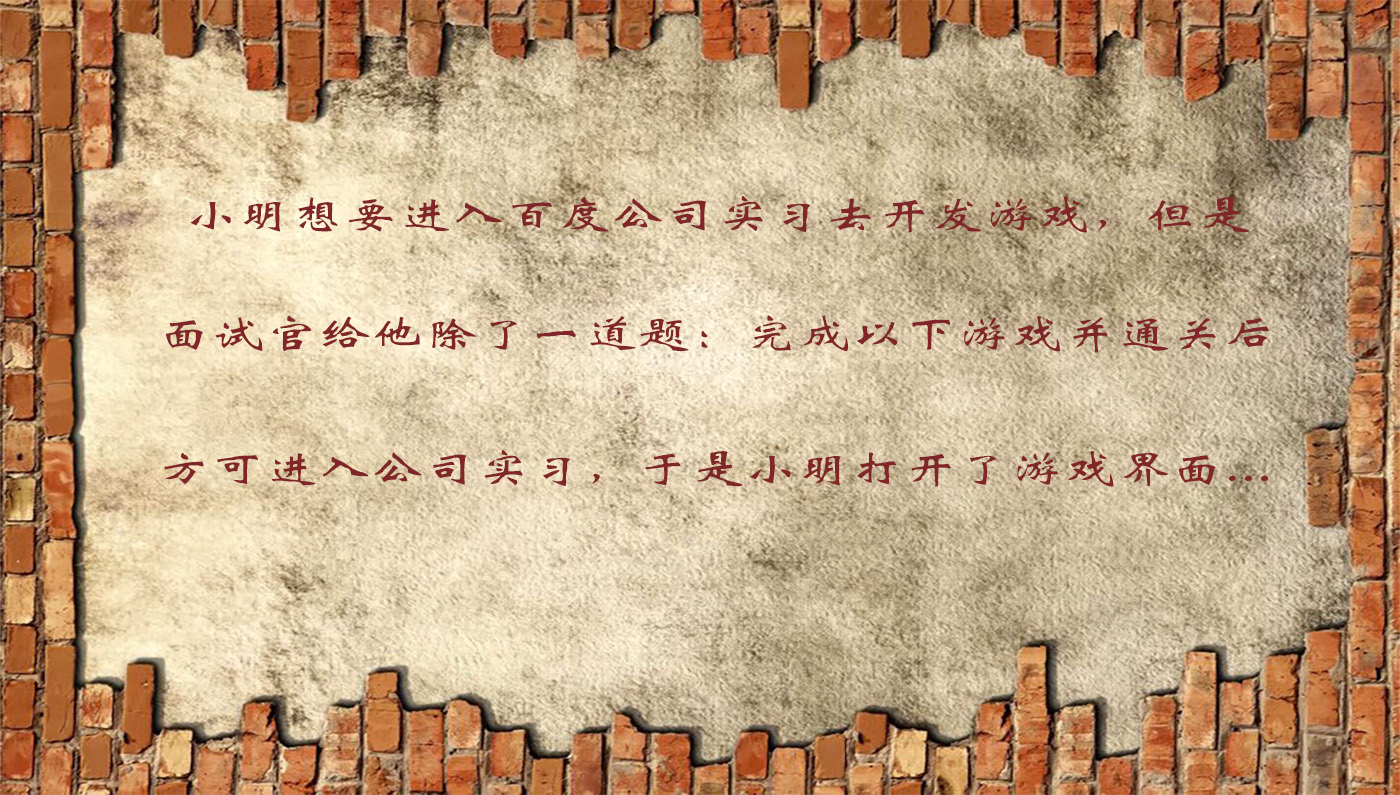 小明想要进入百度公司实习去开发游戏，但是
面试官给他除了一道题：完成以下游戏并通关后
方可进入公司实习，于是小明打开了游戏界面...